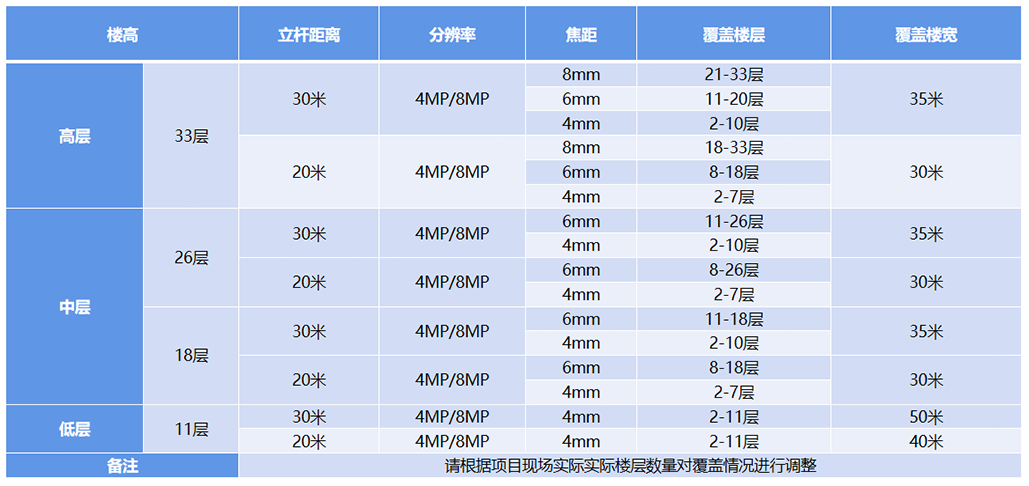 楼高 立杆距离 分辨率 焦距 覆盖楼层 覆盖楼宽
高层 33层 30米 4MP/8MP 8mm 21-33层 35米
6mm 11-20层
4mm 2-10层
20米 4MP/8MP 8mm 18-33层 30米
6mm 8-18层
4mm 2-7层
中层 26层 30米 4MP/8MP 6mm 11-26层 35米
4mm 2-10层
20米 4MP/8MP 6mm 8-26层 30米
4mm 2-7层
18层 30米 4MP/8MP 6mm 11-18层 35米
4mm 2-10层
20米 4MP/8MP 6mm 8-18层 30米
4mm 2-7层
低层 11层 30米 4MP/8MP 4mm 2-11层 50米
20米 4MP/8MP 4mm 2-11层 40米
备注 请根据项目现场实际实际楼层数量对覆盖情况进行调整